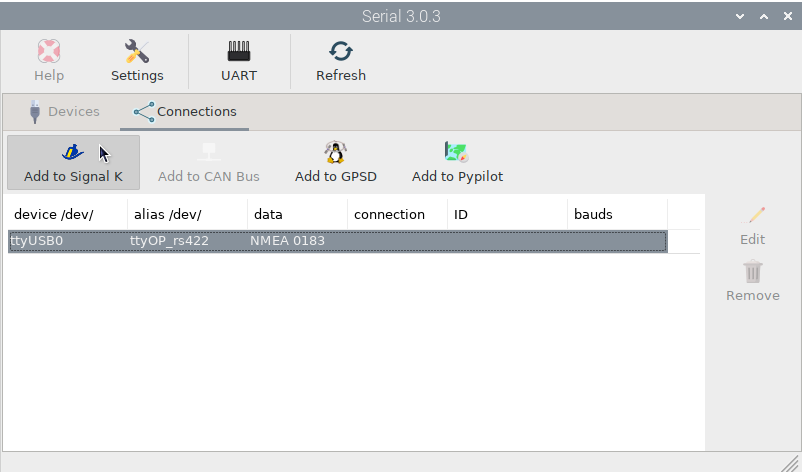 Serial 3.0.3
Help Settings UART Refresh
Devices Connections
Add to Signal K Add to CAN Bus Add to GPSD Add to Pypilot
device /dev/ alias /dev/ data connection ID bauds
ttyUSB0 ttyOP_rs422 NMEA 0183
Edit
Remove